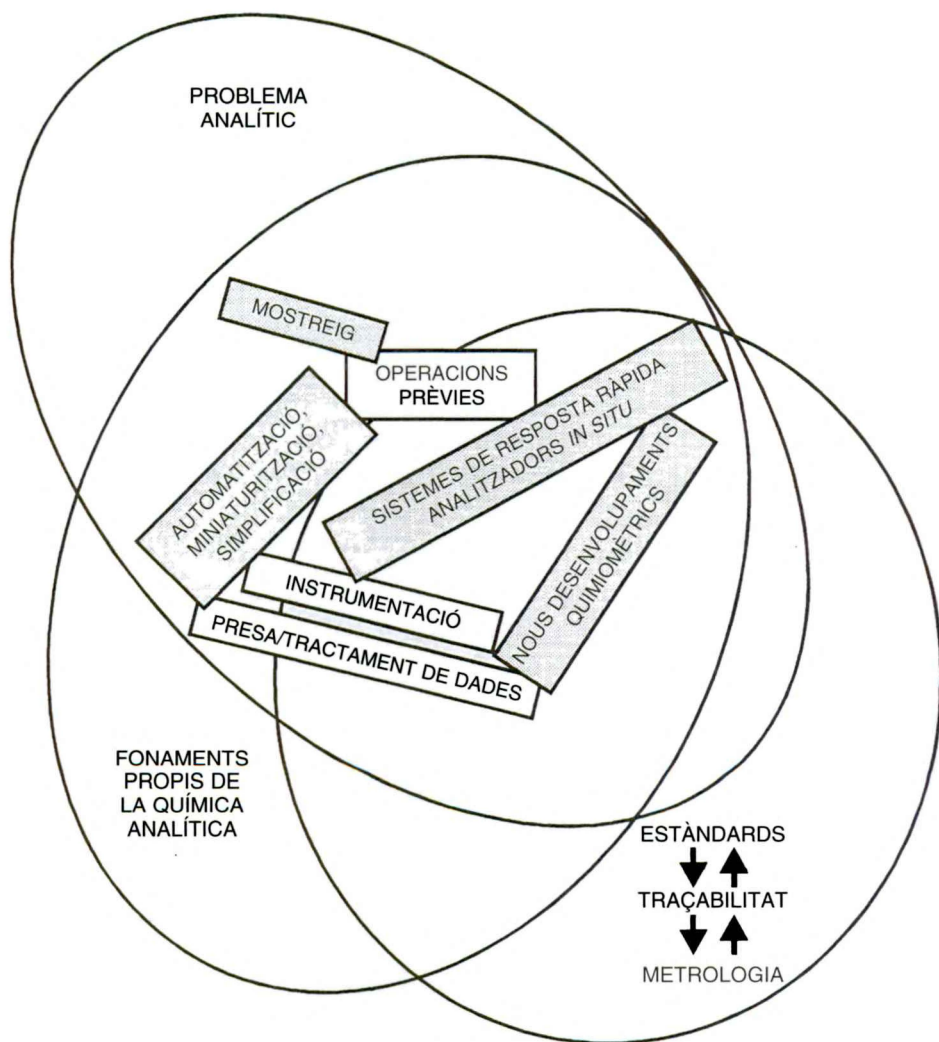 PROBLEMA
ANALÍTIC
MOSTREIG
OPERACIONS
PRÈVIES
AUTOMATITZACIÓ,
MINIATURITZACIÓ,
SIMPLIFICACIÓ
SISTEMES DE RESPOSTA RÀPIDA
ANALITZADORS IN SITU
NOUS DESENVOLUPAMENTS
QUIMIOMETRICS
INSTRUMENTACIÓ
PRESA/TRACTAMENT DE DADES
FONAMENTS
PROPIS DE
LA QUÍMICA
ANALÍTICA
ESTÀNDARDS
TRAÇABILITAT
METROLOGIA